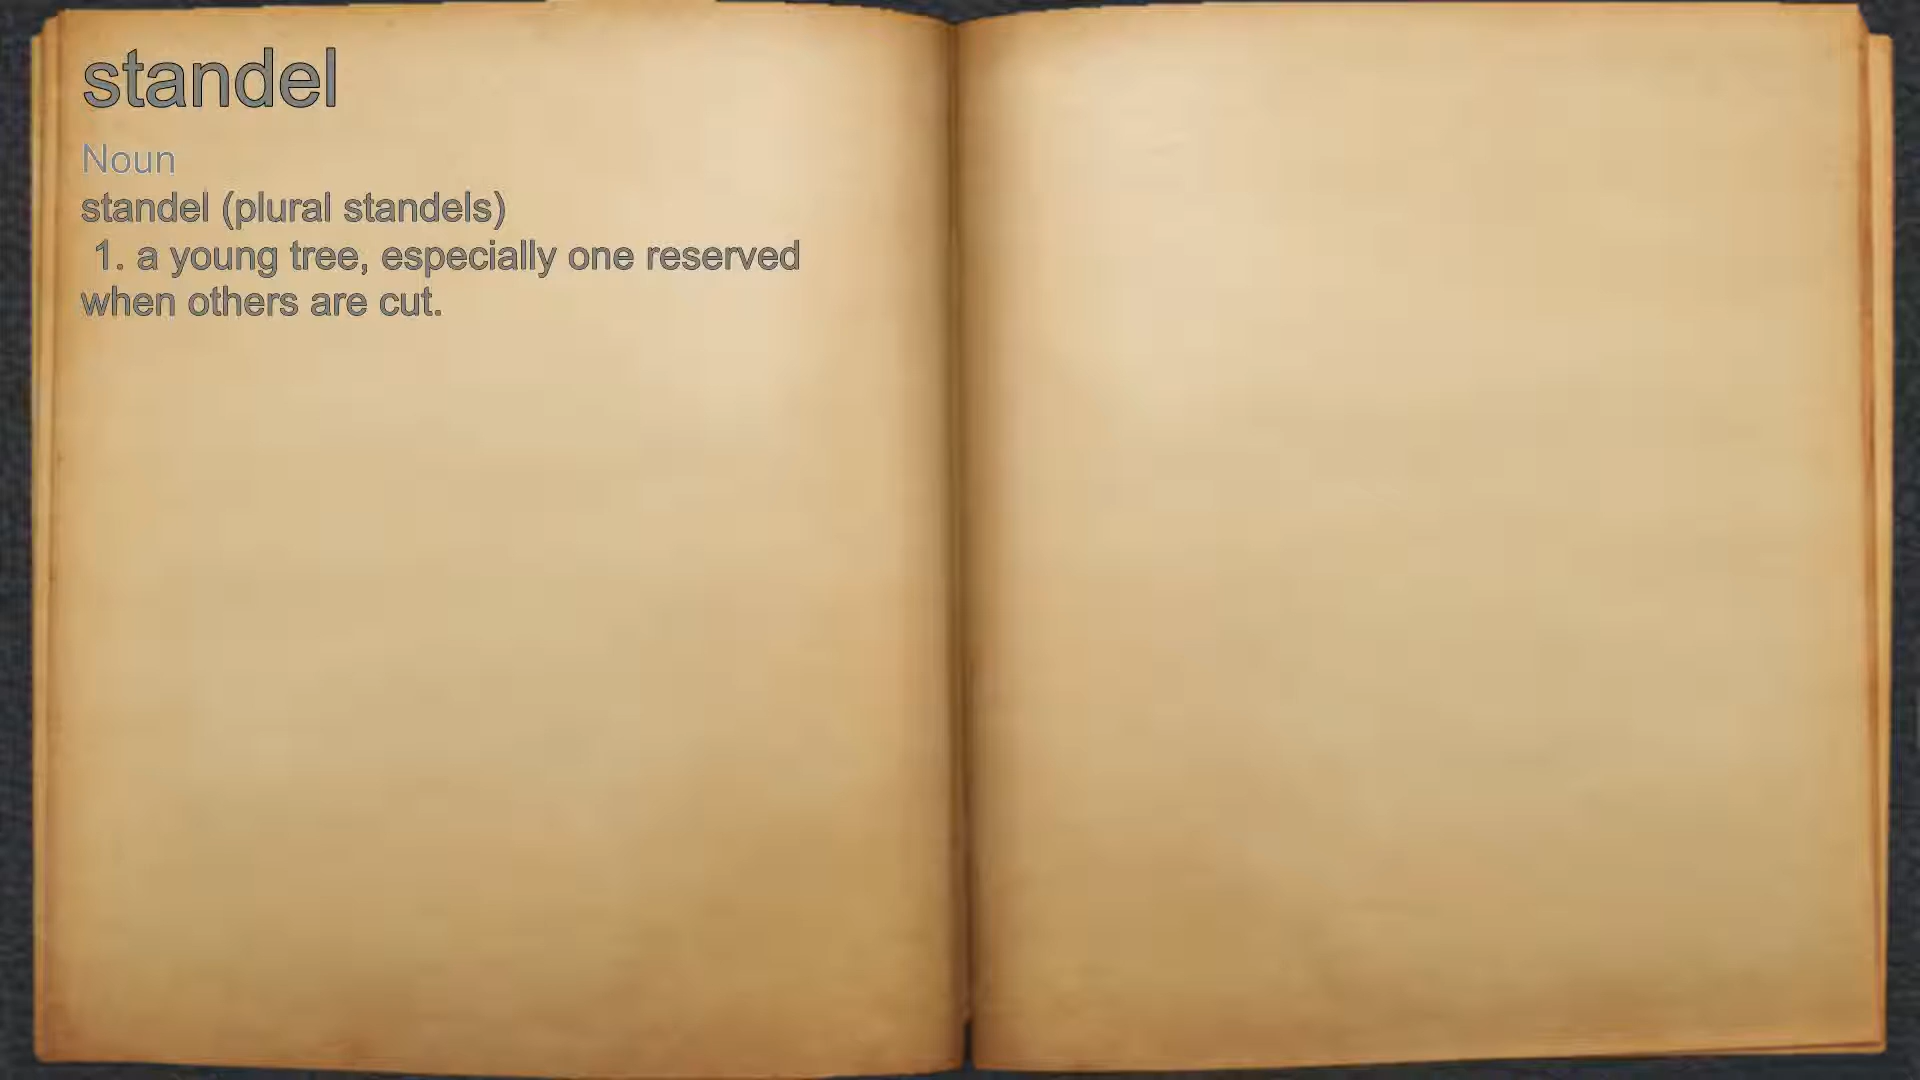 standel
Noun
standel (plural standels)
1. a young tree, especially one reserved
when others are cut.